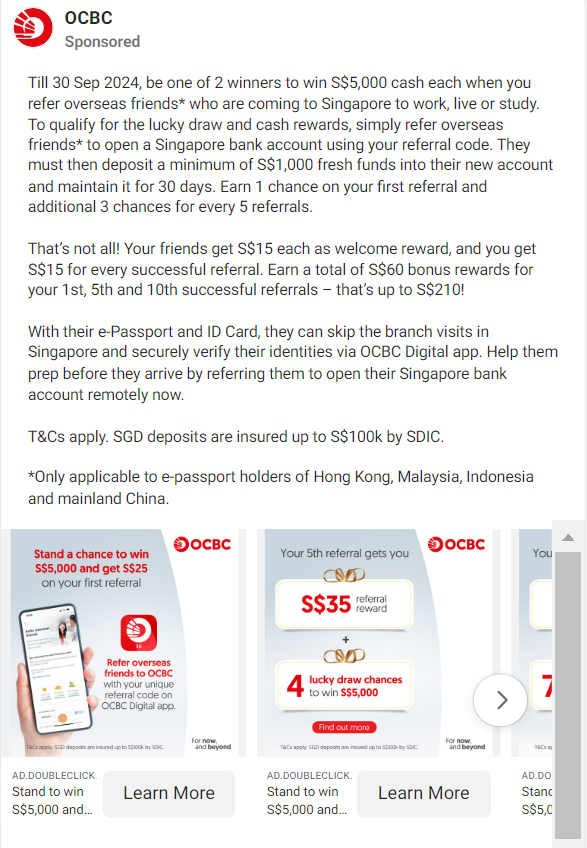 OCBC
Sponsored
Till 30 Sep 2024, be one of 2 winners to win S$5,000 cash each when you
refer overseas friends* who are coming to Singapore to work, live or study.
To qualify for the lucky draw and cash rewards, simply refer overseas
friends* to open a Singapore bank account using your referral code. They
must then deposit a minimum of S$1,000 fresh funds into their new account
and maintain it for 30 days. Earn 1 chance on your first referral and
additional 3 chances for every 5 referrals.
That's not all! Your friends get S$15 each as welcome reward, and you get
S$15 for every successful referral. Earn a total of S$60 bonus rewards for
your 1st, 5th and 10th successful referrals – that's up to S$210!
With their e-Passport and ID Card, they can skip the branch visits in
Singapore and securely verify their identities via OCBC Digital app. Help them
prep before they arrive by referring them to open their Singapore bank
account remotely now.
T&Cs apply. SGD deposits are insured up to S$100k by SDIC.
*Only applicable to e-passport holders of Hong Kong, Malaysia, Indonesia
and mainland China.
OCBC
Stand a chance to win
S$5,000 and get S$25
on your first referral
Refer overseas
friends to OCBC
with your unique
referral code on
OCBC Digital app.
T&Cs apply. SGD deposits are insured up to S$100k by SDIC.
For now,
and beyond
OCBC
Your 5th referral gets you
S$35 referral
reward
+
4 lucky draw chances
to win S$5,000
Find out more
T&Cs apply. SGD deposits are insured up to S$100k by SDIC.
For now,
and beyond
You
7
T&Cs a
AD.DOUBLECLICK.
Stand to win
S$5,000 and...
Learn More
AD.DOUBLECLICK.
Stand to win
S$5,000 and...
Learn More
AD.DO
Stand
S$5,0